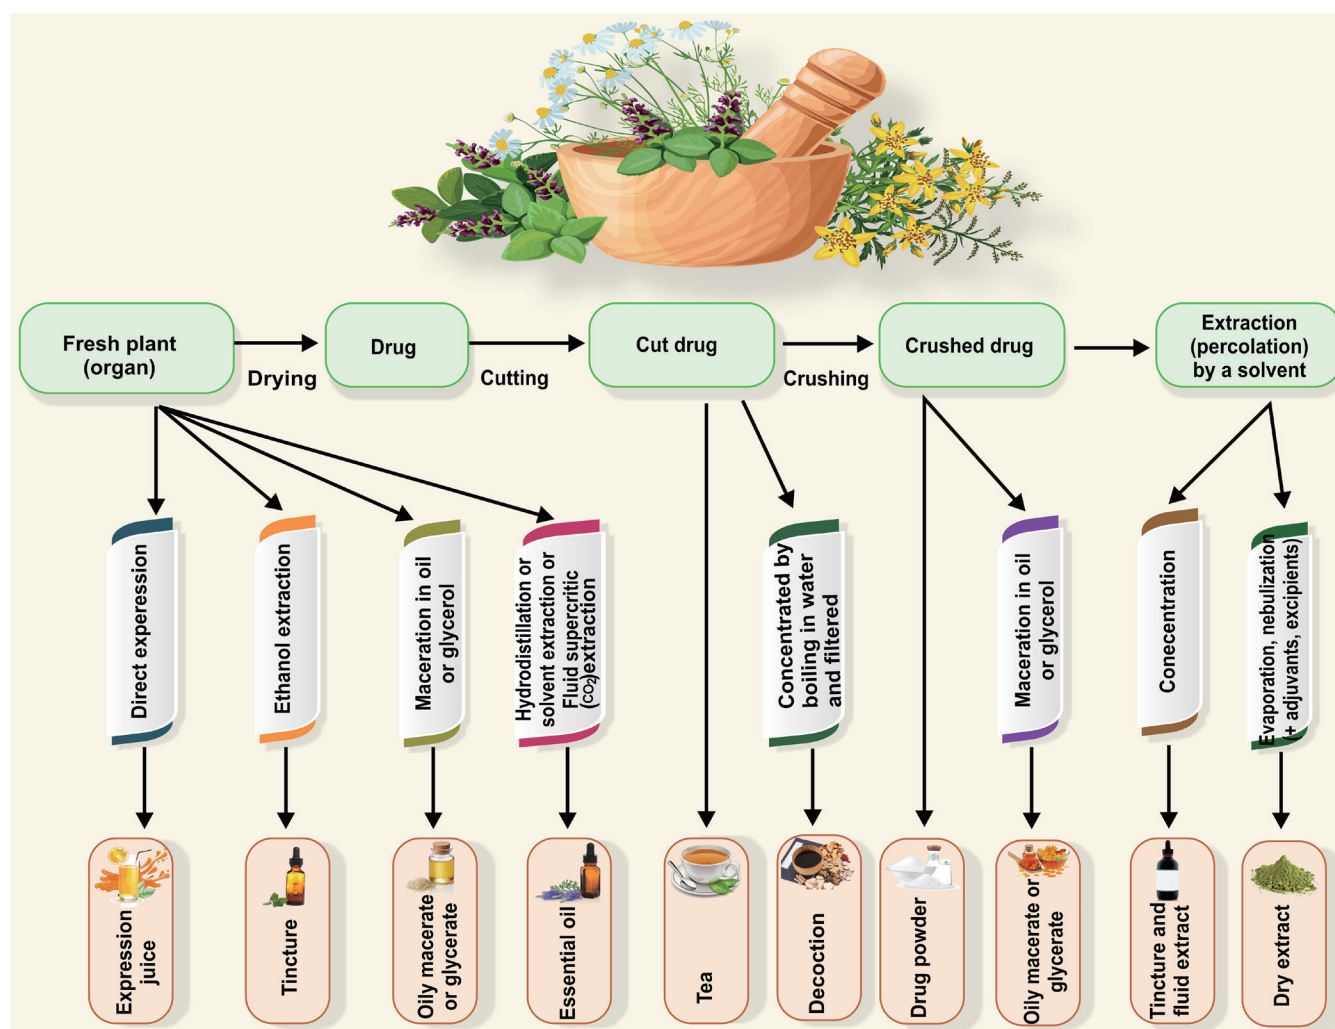 Fresh plant
(organ)
Drying
Drug
Cutting
Cut drug
Crushing
Crushed drug
Extraction
(percolation)
by a solvent
Direct experession
Ethanol extraction
Maceration in oil
or glycerol
Hydrodistillation or
solvent extraction or
Fluid supercritic
(CO₂)extraction
Concentrated by
boiling in water
and filtered
Maceration in oil
or glycerol
Conecentration
Evaporation, nebulization
(+ adjuvants, excipients)
Expression
juice
Tincture
Oily macerate
or glycerate
Essential oil
Tea
Decoction
Drug powder
Oily macerate or
glycerate
Tincture and
fluid extract
Dry extract